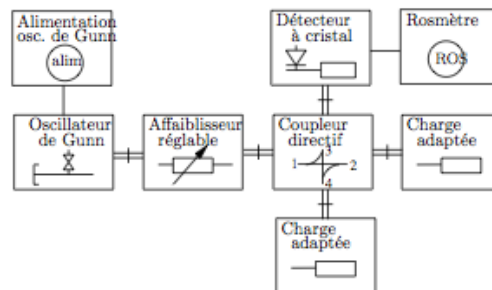 Alimentation
osc. de Gunn
alim
Détecteur
à cristal
Rosmètre
ROS
Oscillateur
de Gunn
Affaiblisseur
réglable
Coupleur
directif
1
3
2
4
Charge
adaptée
Charge
adaptée